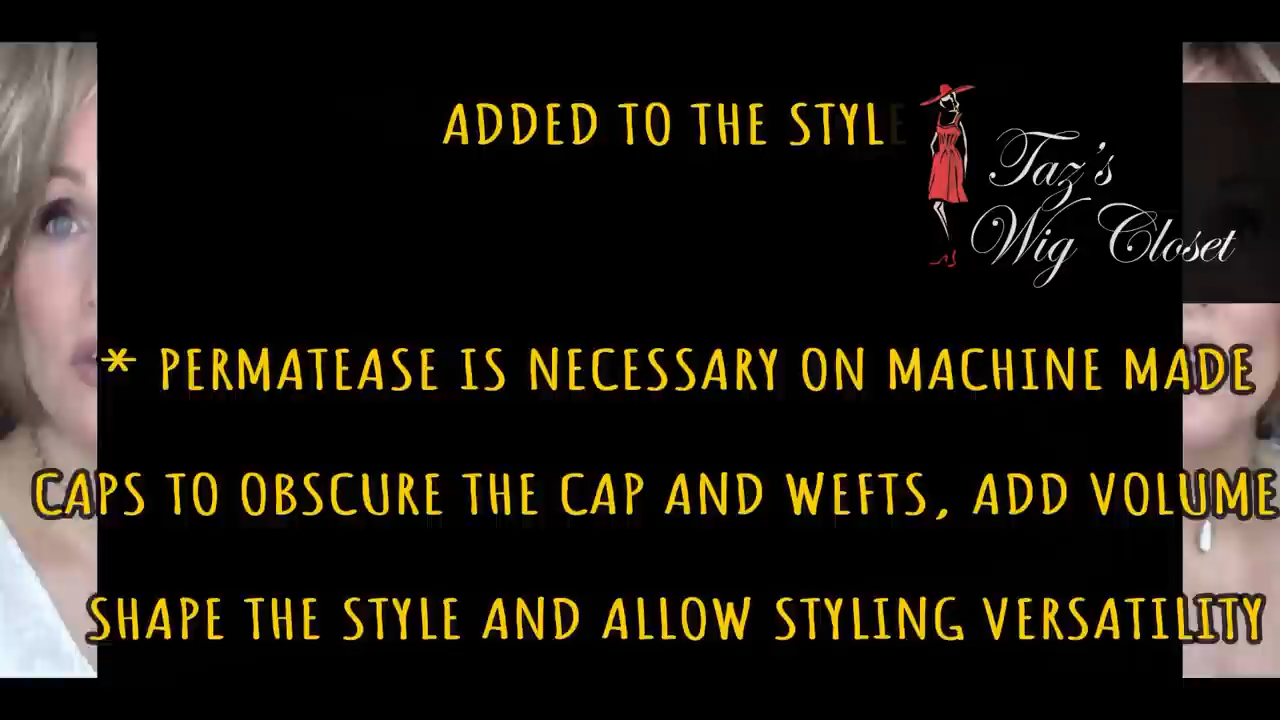 ADDED TO THE STYLE
Taz's
Wig Closet
* PERMATEASE IS NECESSARY ON MACHINE MADE
CAPS TO OBSCURE THE CAP AND WEFTS, ADD VOLUME
SHAPE THE STYLE AND ALLOW STYLING VERSATILITY